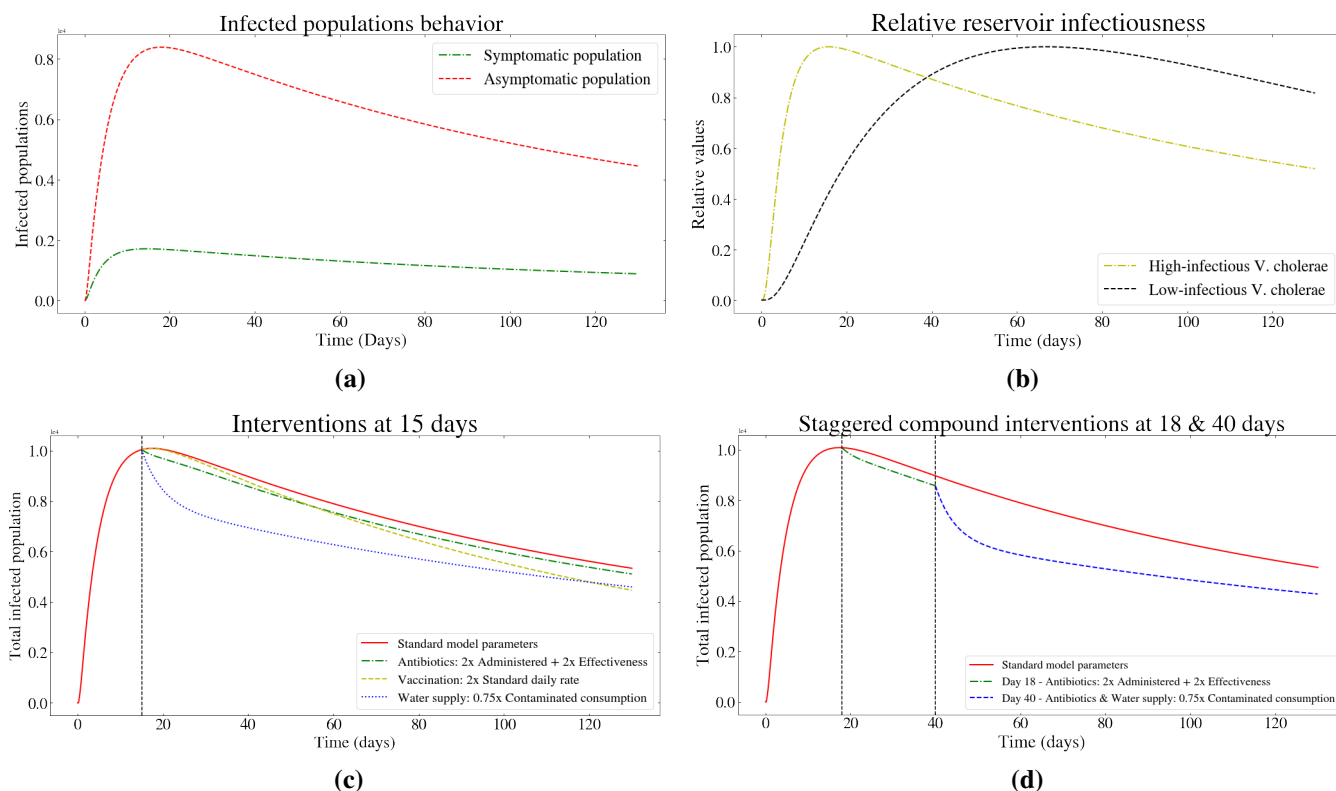 Infected populations behavior
1e4
0.8
0.6
0.4
0.2
0.0
Infected populations
Symptomatic population
Asymptomatic population
0 20 40 60 80 100 120
Time (Days)
(a)
Relative reservoir infectiousness
1.0
0.8
0.6
0.4
0.2
0.0
Relative values
High-infectious V. cholerae
Low-infectious V. cholerae
0 20 40 60 80 100 120
Time (days)
(b)
Interventions at 15 days
1e4
1.0
0.8
0.6
0.4
0.2
0.0
Total infected population
Standard model parameters
Antibiotics: 2x Administered + 2x Effectiveness
Vaccination: 2x Standard daily rate
Water supply: 0.75x Contaminated consumption
0 20 40 60 80 100 120
Time (days)
(c)
Staggered compound interventions at 18 & 40 days
1e4
1.0
0.8
0.6
0.4
0.2
0.0
Total infected population
Standard model parameters
Day 18 - Antibiotics: 2x Administered + 2x Effectiveness
Day 40 - Antibiotics & Water supply: 0.75x Contaminated consumption
0 20 40 60 80 100 120
Time (days)
(d)